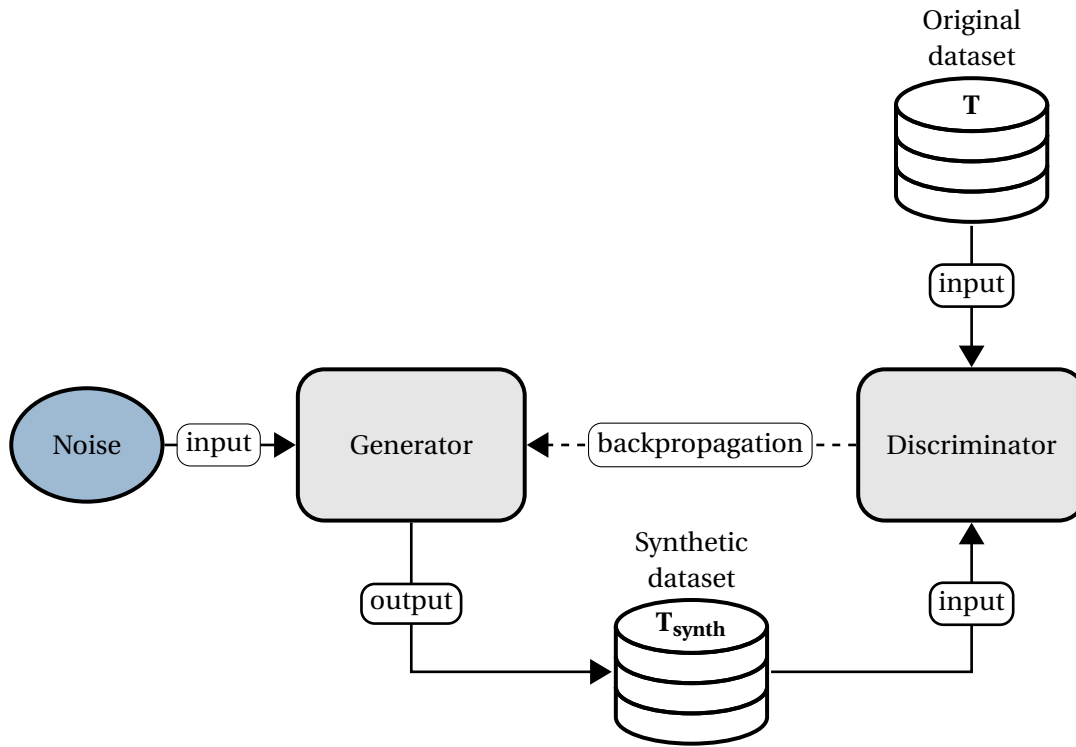 Original
dataset
T
input
Noise
input
Generator
backpropagation
Discriminator
Synthetic
dataset
output
input
T_synth